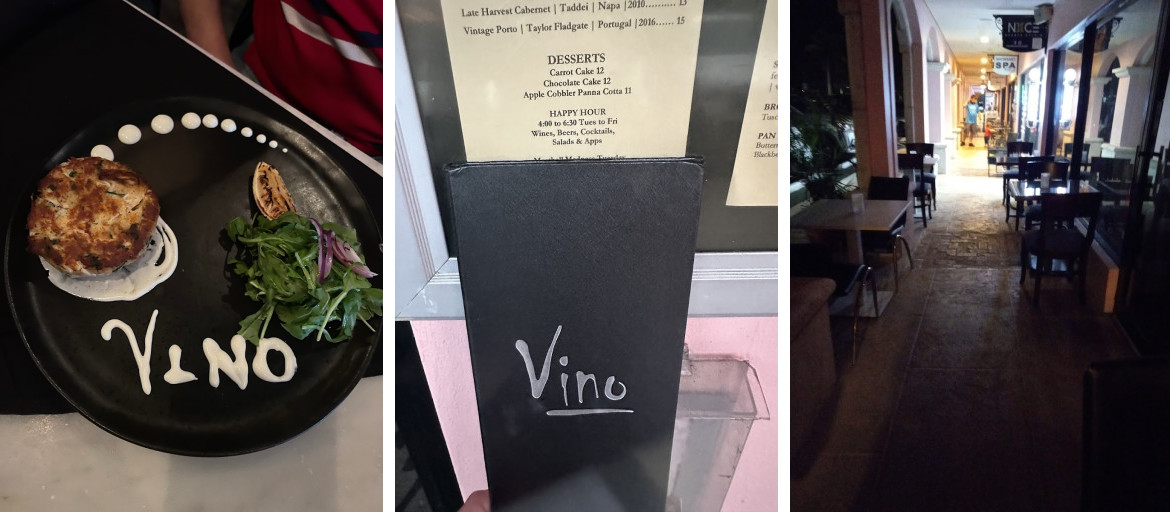 VINO
Late Harvest Cabernet | Taddei | Napa |2010.......... 13
Vintage Porto | Taylor Fladgate | Portugal |2016...... 15
DESSERTS
Carrot Cake 12
Chocolate Cake 12
Apple Cobbler Panna Cotta 11
HAPPY HOUR
4:00 to 6:30 Tues to Fri
Wines, Beers, Cocktails,
Salads & Apps
Vino
PAN
SPA